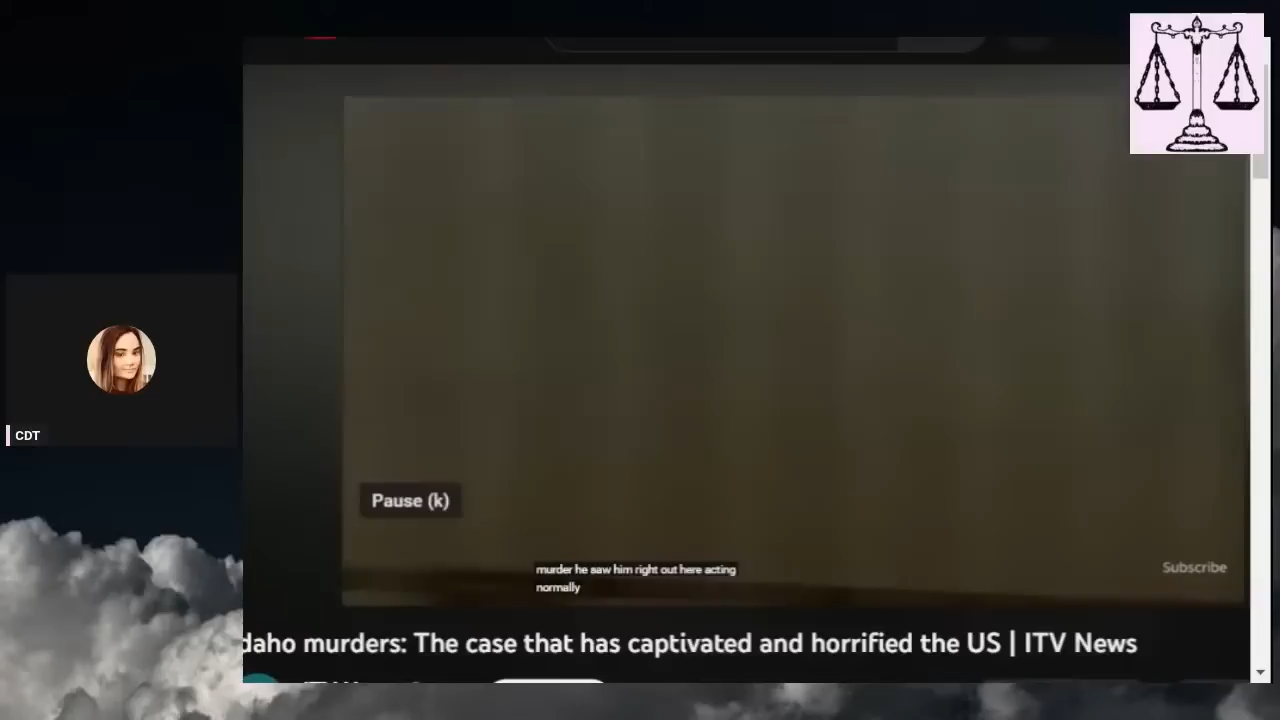 CDT
Pause (k)
murder he saw him right out here acting
normally
Subscribe
daho murders: The case that has captivated and horrified the US | ITV News